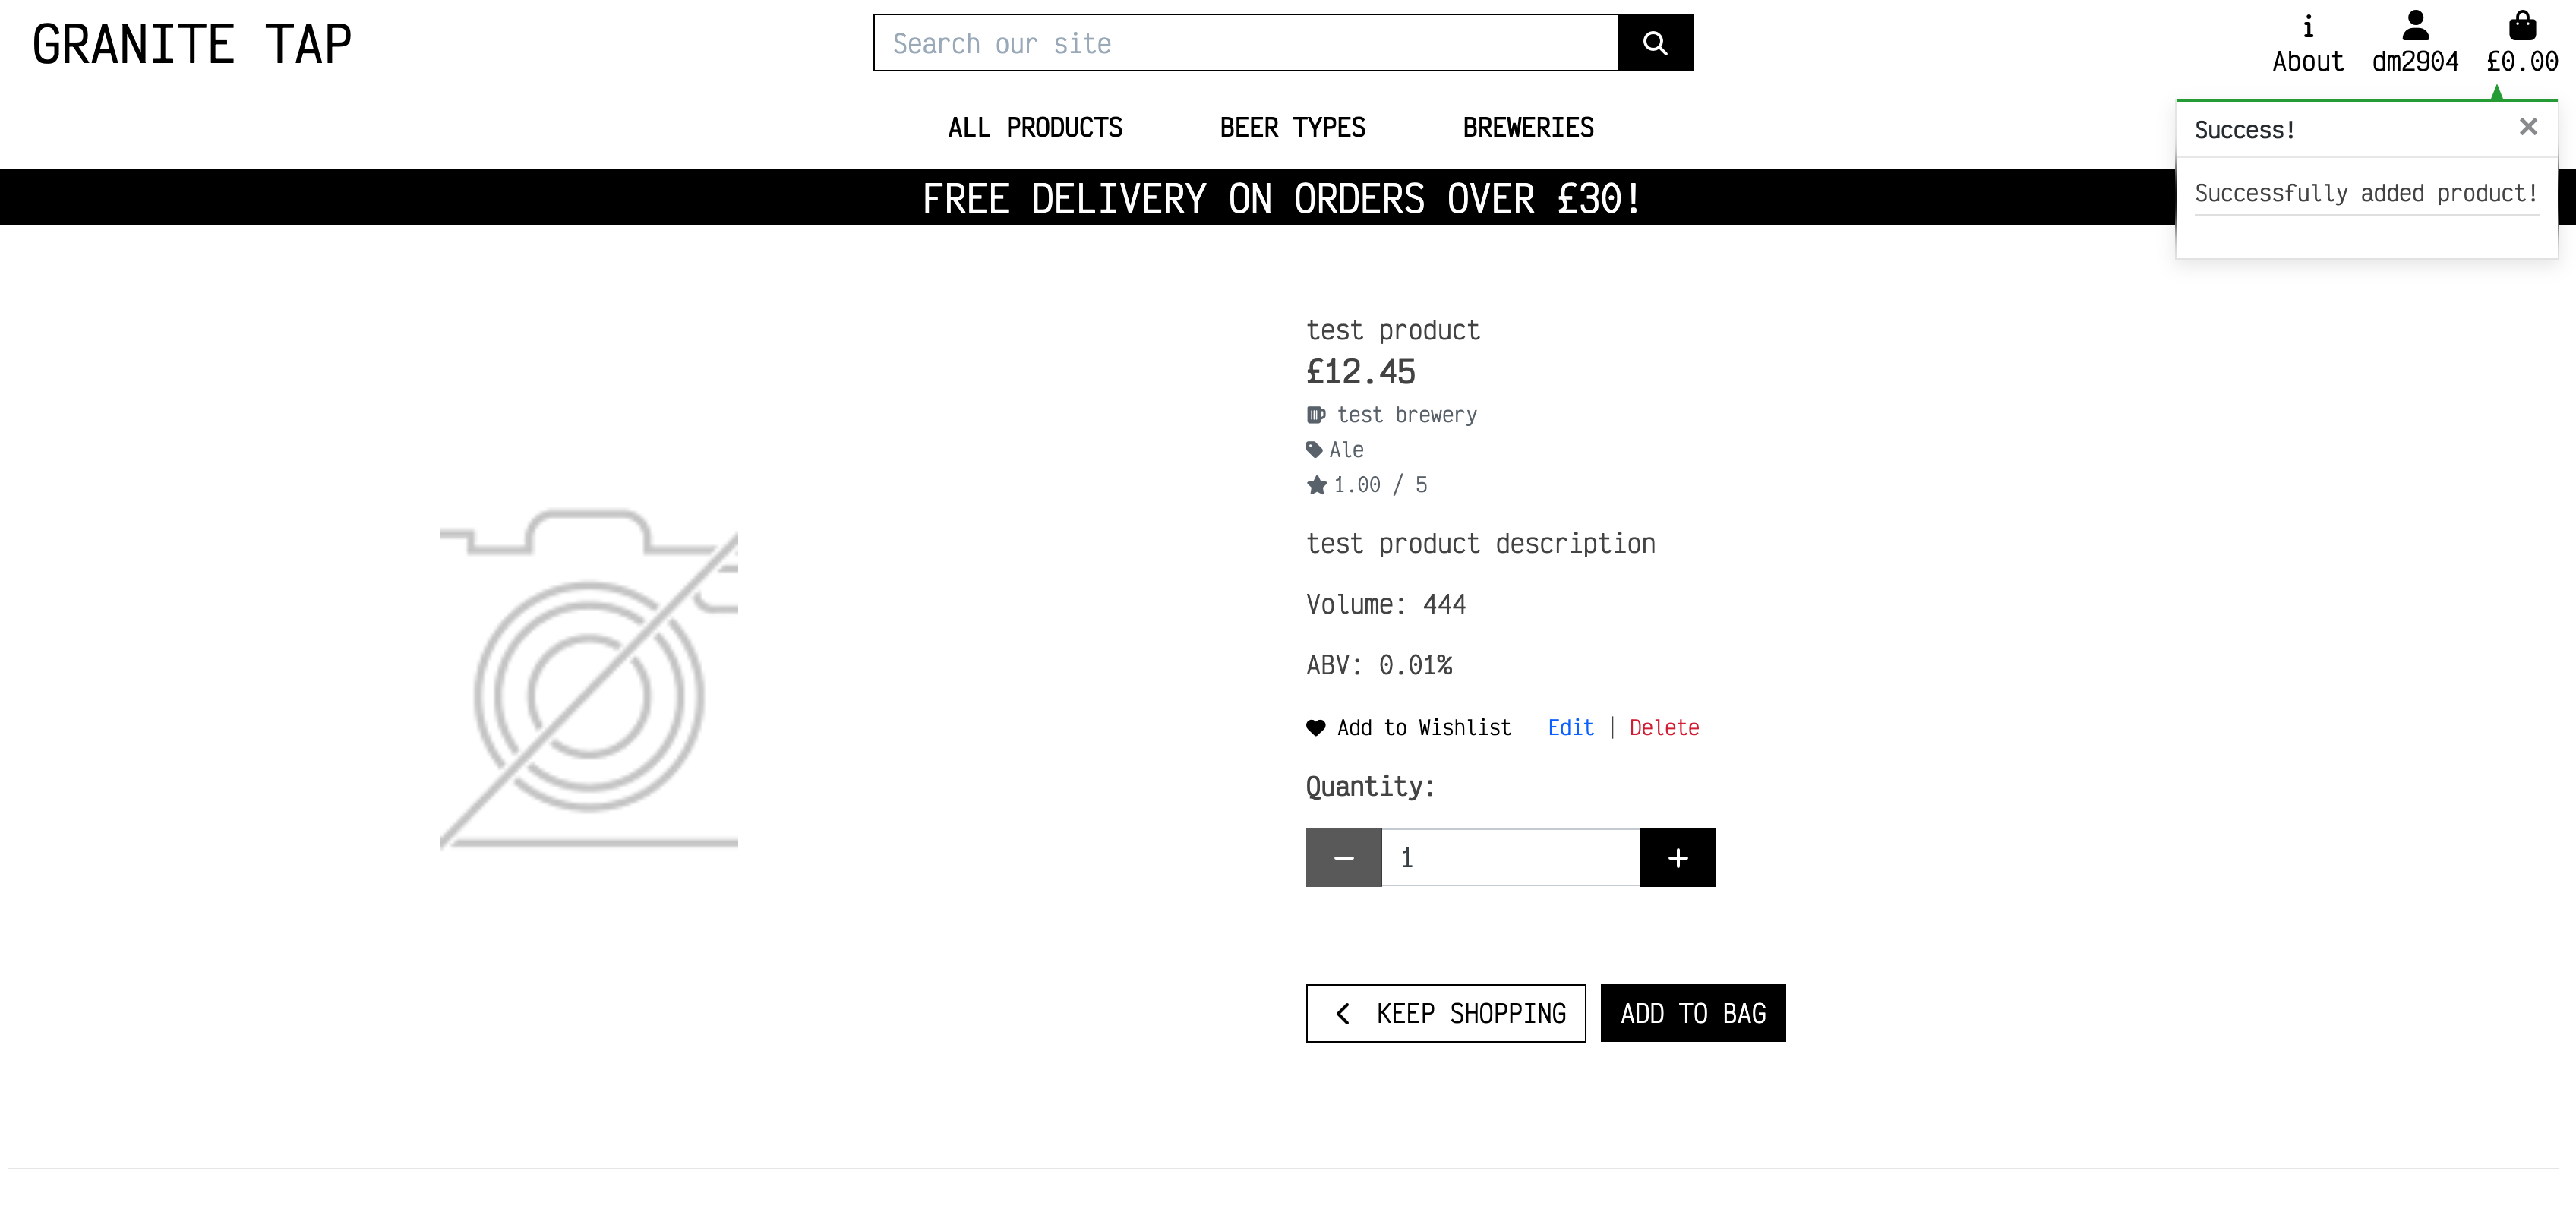 GRANITE TAP
Search our site
About
dm2904
£0.00
ALL PRODUCTS
BEER TYPES
BREWERIES
Success!
×
FREE DELIVERY ON ORDERS OVER £30!
Successfully added product!
test product
£12.45
test brewery
Ale
1.00 / 5
test product description
Volume: 444
ABV: 0.01%
Add to Wishlist Edit | Delete
Quantity:
1
KEEP SHOPPING
ADD TO BAG